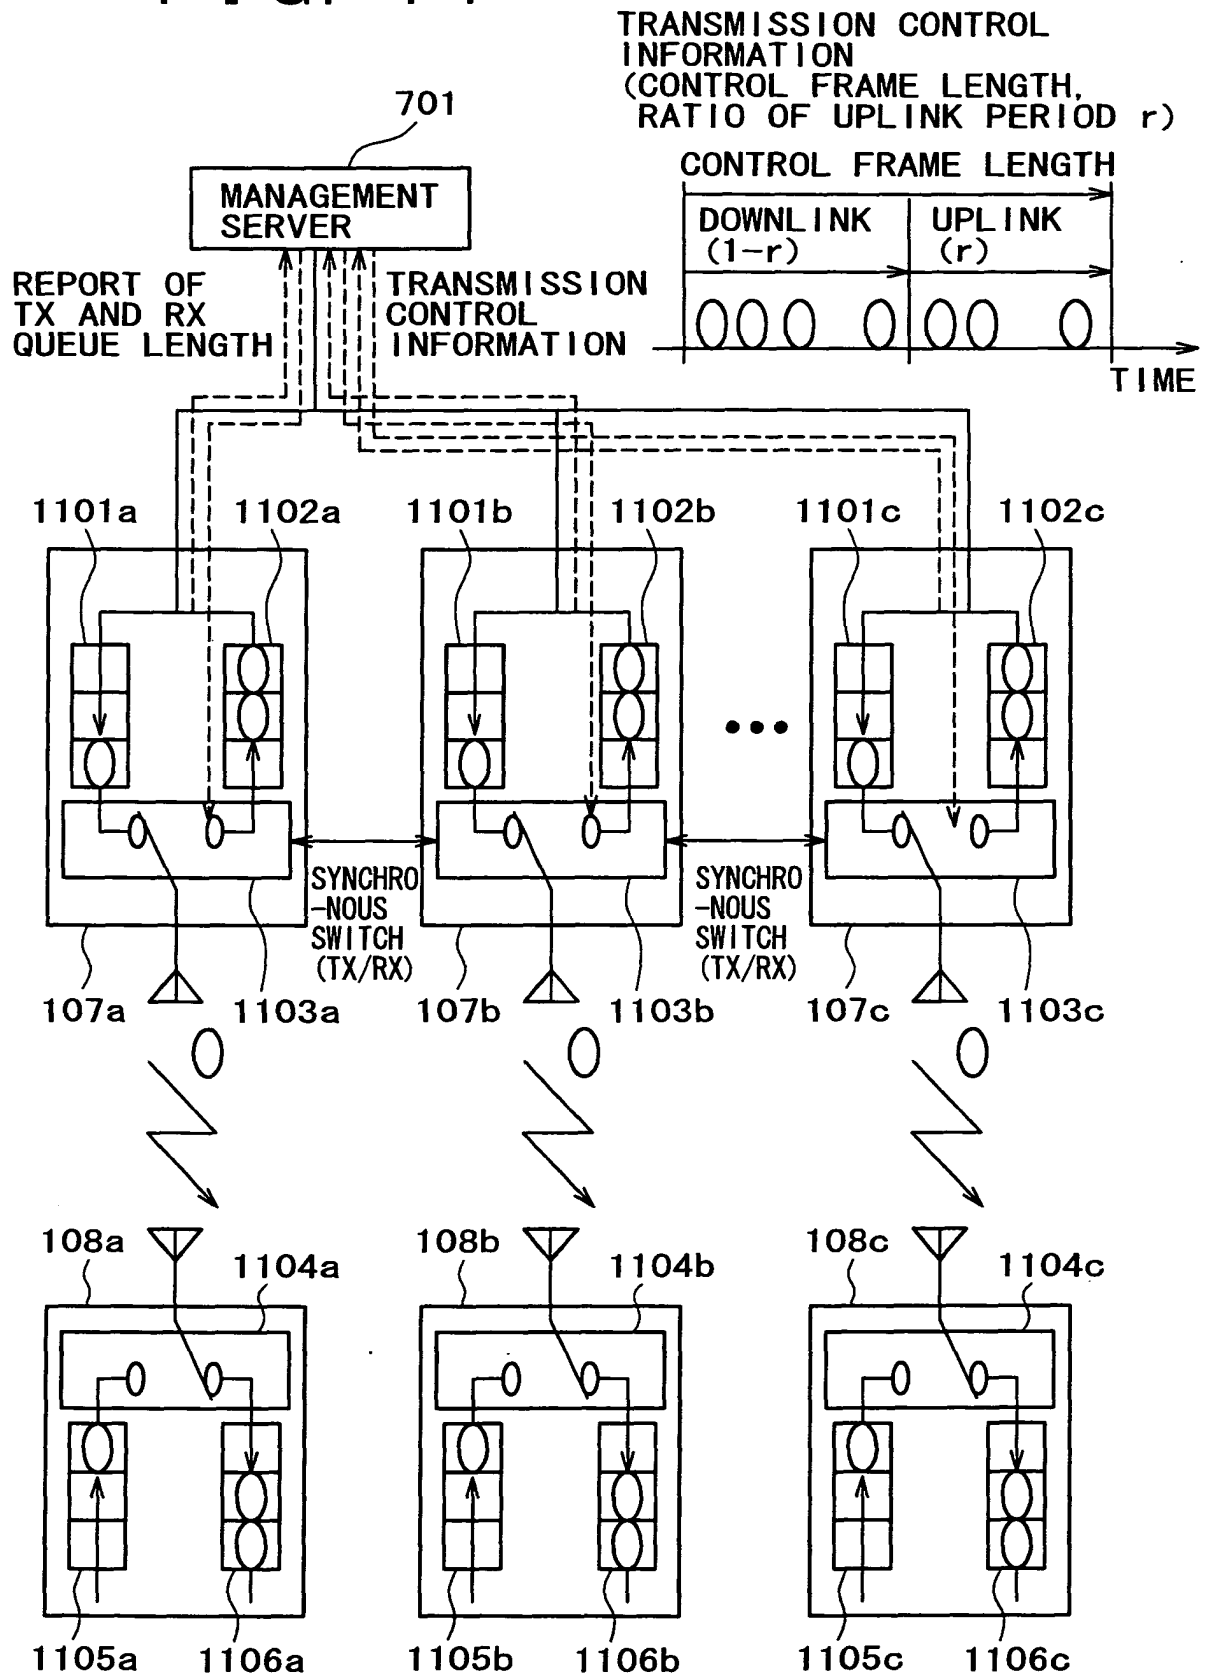 TRANSMISSION CONTROL
INFORMATION
(CONTROL FRAME LENGTH,
RATIO OF UPLINK PERIOD r)
701
CONTROL FRAME LENGTH
MANAGEMENT
SERVER
DOWNLINK
(1-r)
UPLINK
(r)
REPORT OF
TX AND RX
QUEUE LENGTH
TRANSMISSION
CONTROL
INFORMATION
TIME
1101a 1102a 1101b 1102b 1101c 1102c
SYNCHRO
-NOUS
SWITCH
(TX/RX)
SYNCHRO
-NOUS
SWITCH
(TX/RX)
107a 1103a 107b 1103b 107c 1103c
108a 1104a 108b 1104b 108c 1104c
1105a 1106a 1105b 1106b 1105c 1106c